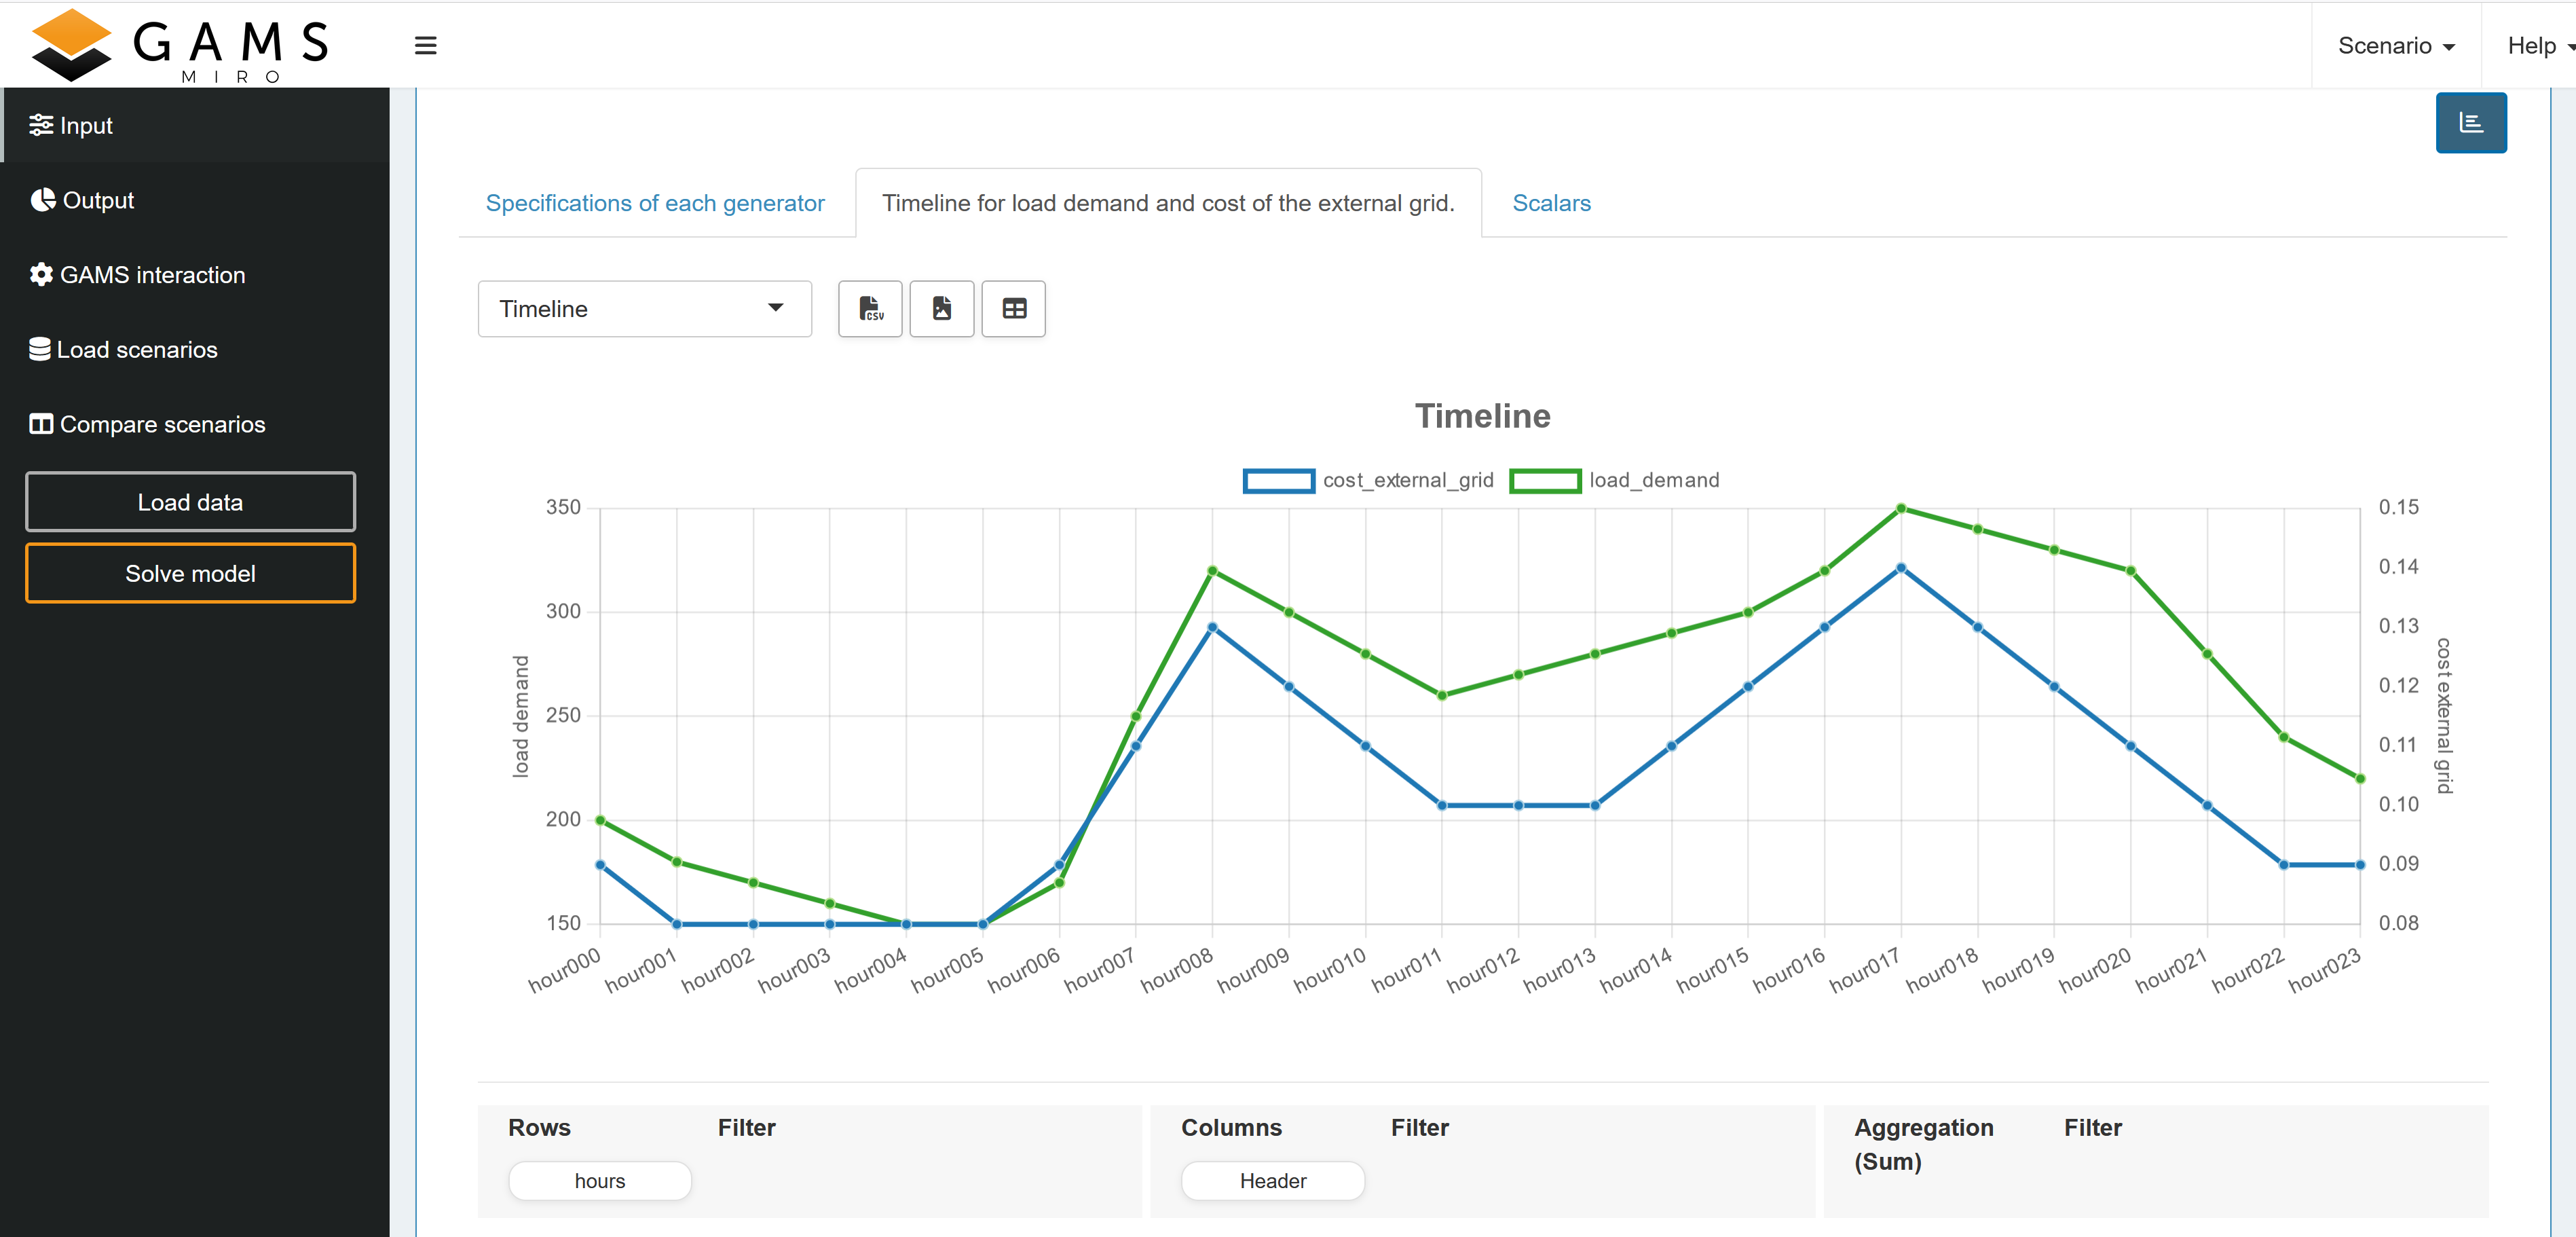 GAMS
MIRO
Scenario
Help
Input
Output
GAMS interaction
Load scenarios
Compare scenarios
Load data
Solve model
Specifications of each generator
Timeline for load demand and cost of the external grid.
Scalars
Timeline
CSV
Timeline
cost_external_grid
load_demand
350
300
250
200
150
load demand
0.15
0.14
0.13
0.12
0.11
0.10
0.09
0.08
cost external grid
hour000
hour001
hour002
hour003
hour004
hour005
hour006
hour007
hour008
hour009
hour010
hour011
hour012
hour013
hour014
hour015
hour016
hour017
hour018
hour019
hour020
hour021
hour022
hour023
Rows
Filter
hours
Columns
Filter
Header
Aggregation
(Sum)
Filter